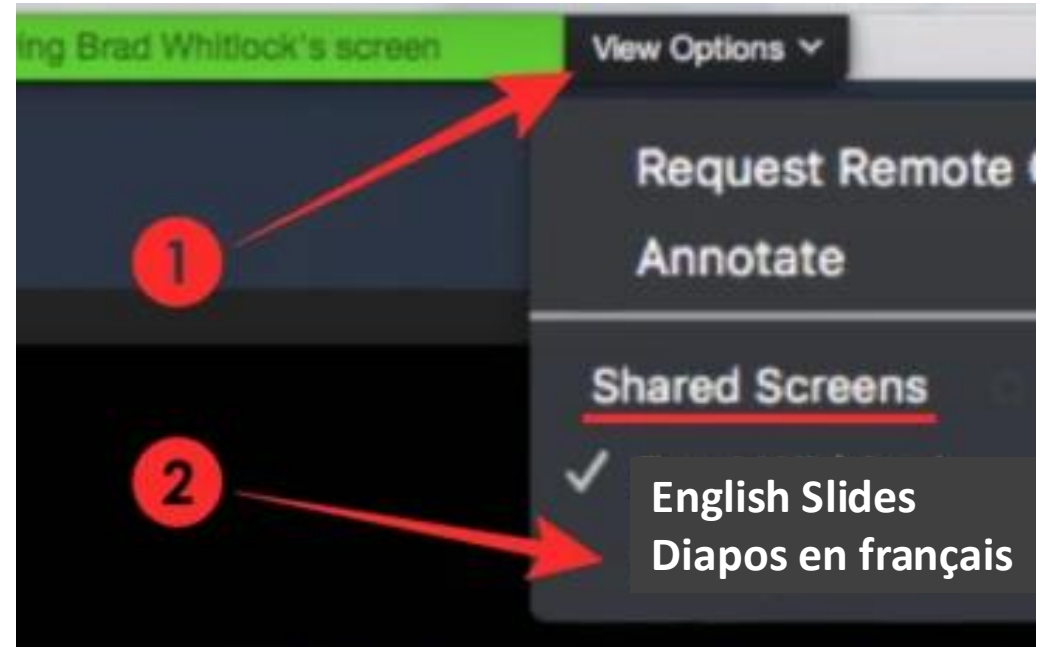 ing Brad Whitlock's screen
View Options
Request Remote
Annotate
Shared Screens
English Slides
Diapos en français
1
2